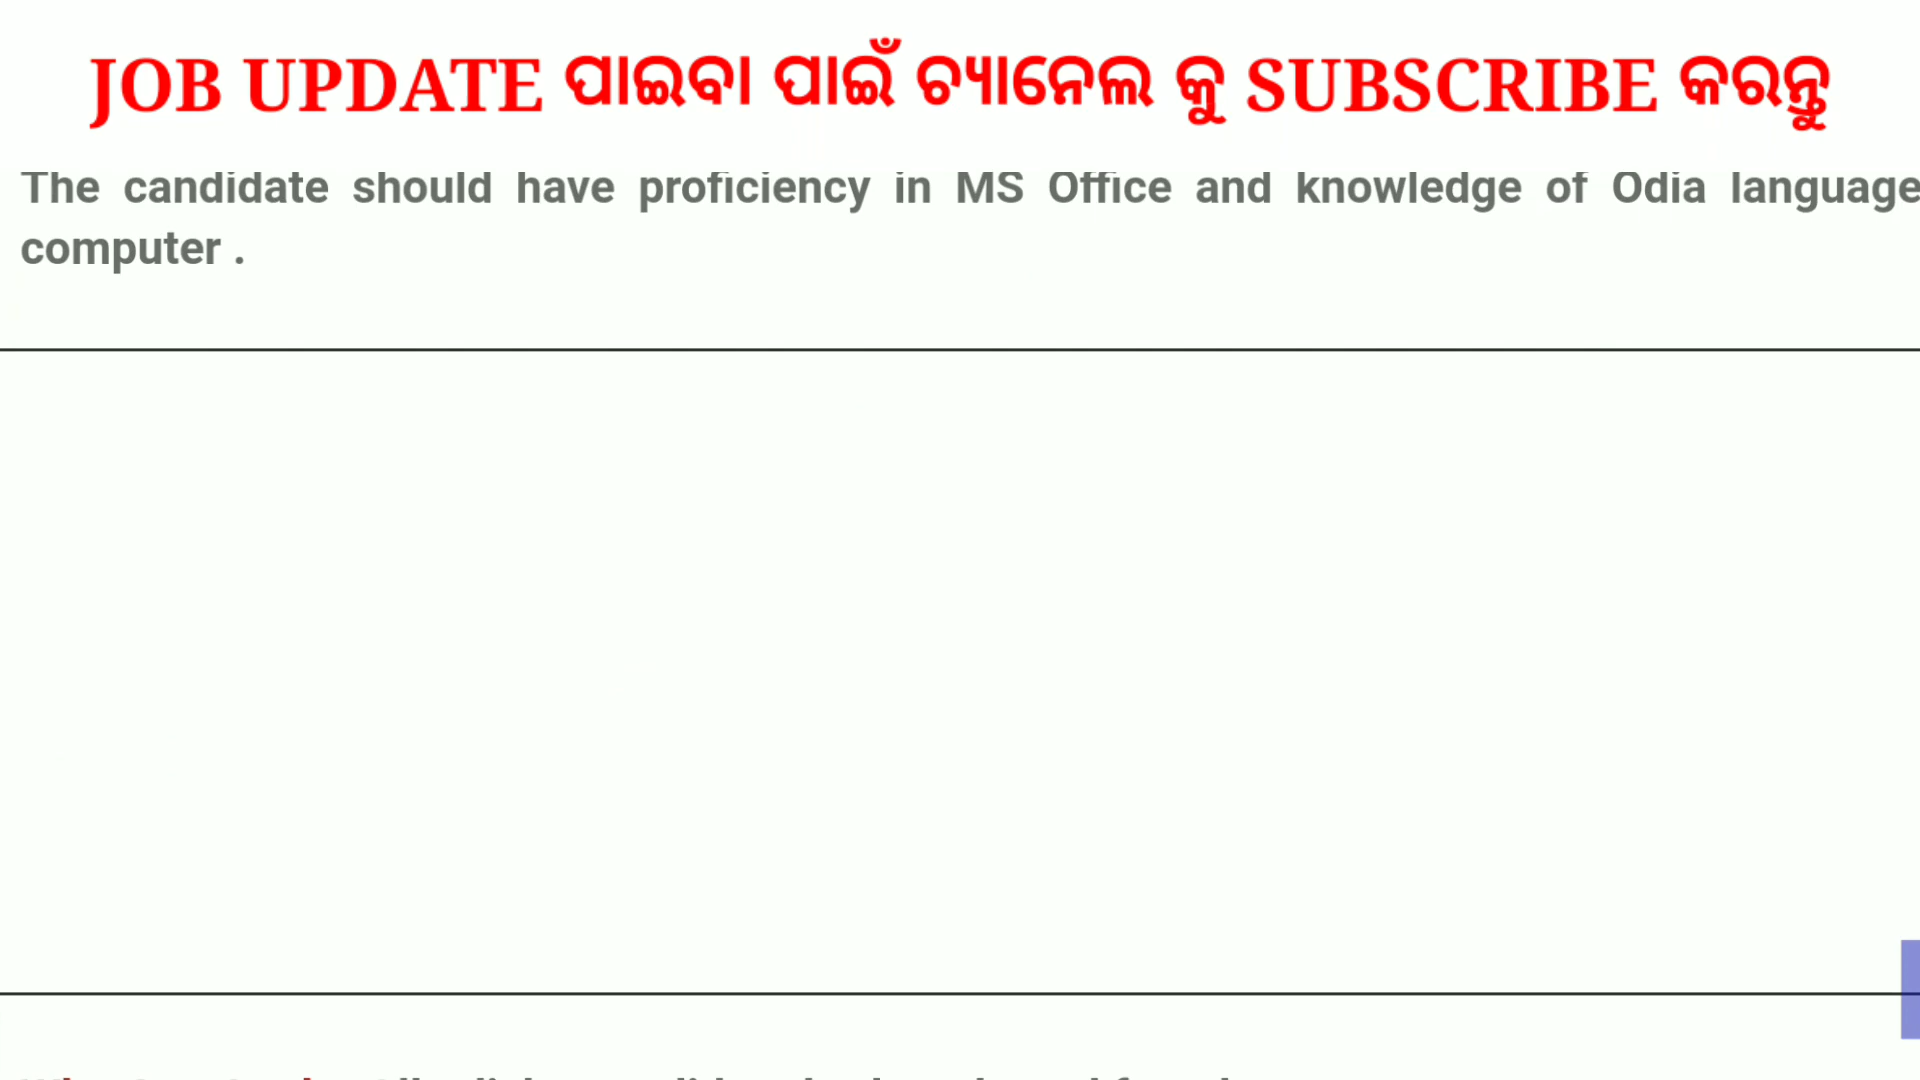 JOB UPDATE ପାଇବା ପାଇଁ ଚ୍ୟାନେଲ କୁ SUBSCRIBE କରନ୍ତୁ
The candidate should have proficiency in MS Office and knowledge of Odia language
computer .